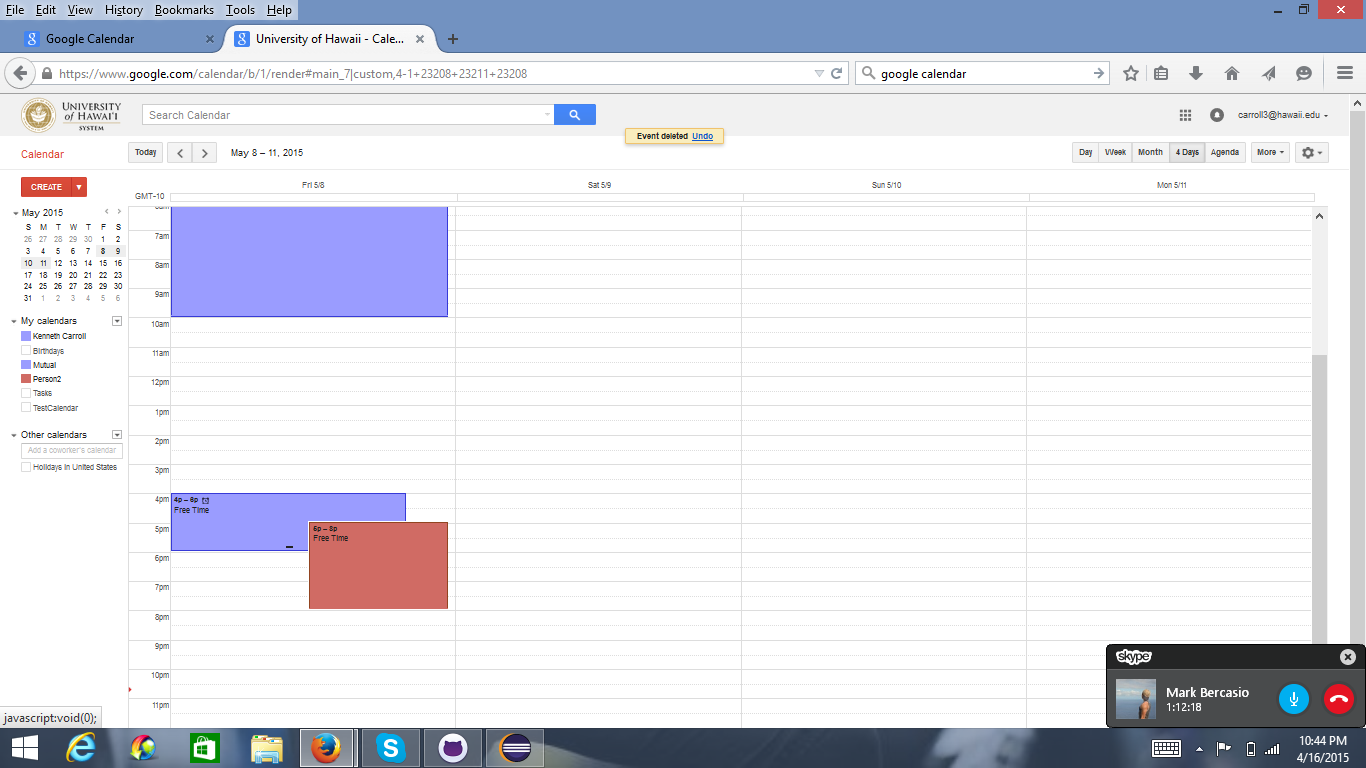 File Edit View History Bookmarks Tools Help
Google Calendar
University of Hawaii - Cale...
https://www.google.com/calendar/b/1/render#main_7|custom,4-1+23208+23211+23208
google calendar
UNIVERSITY
of HAWAI'I
SYSTEM
Search Calendar
carroll3@hawaii.edu
Event deleted Undo
Calendar
Today
May 8 – 11, 2015
Day Week Month 4 Days Agenda More
CREATE
GMT-10
Fri 5/8 Sat 5/9 Sun 5/10 Mon 5/11
May 2015
S M T W T F S
26 27 28 29 30 1 2
3 4 5 6 7 8 9
10 11 12 13 14 15 16
17 18 19 20 21 22 23
24 25 26 27 28 29 30
31 1 2 3 4 5 6
My calendars
Kenneth Carroll
Birthdays
Mutual
Person2
Tasks
TestCalendar
Other calendars
Add a coworker's calendar
Holidays in United States
7am
8am
9am
10am
11am
12pm
1pm
2pm
3pm
4pm
5pm
6pm
7pm
8pm
9pm
10pm
11pm
4p – 6p
Free Time
5p – 8p
Free Time
skype
Mark Bercasio
1:12:18
javascript:void(0);
10:44 PM
4/16/2015